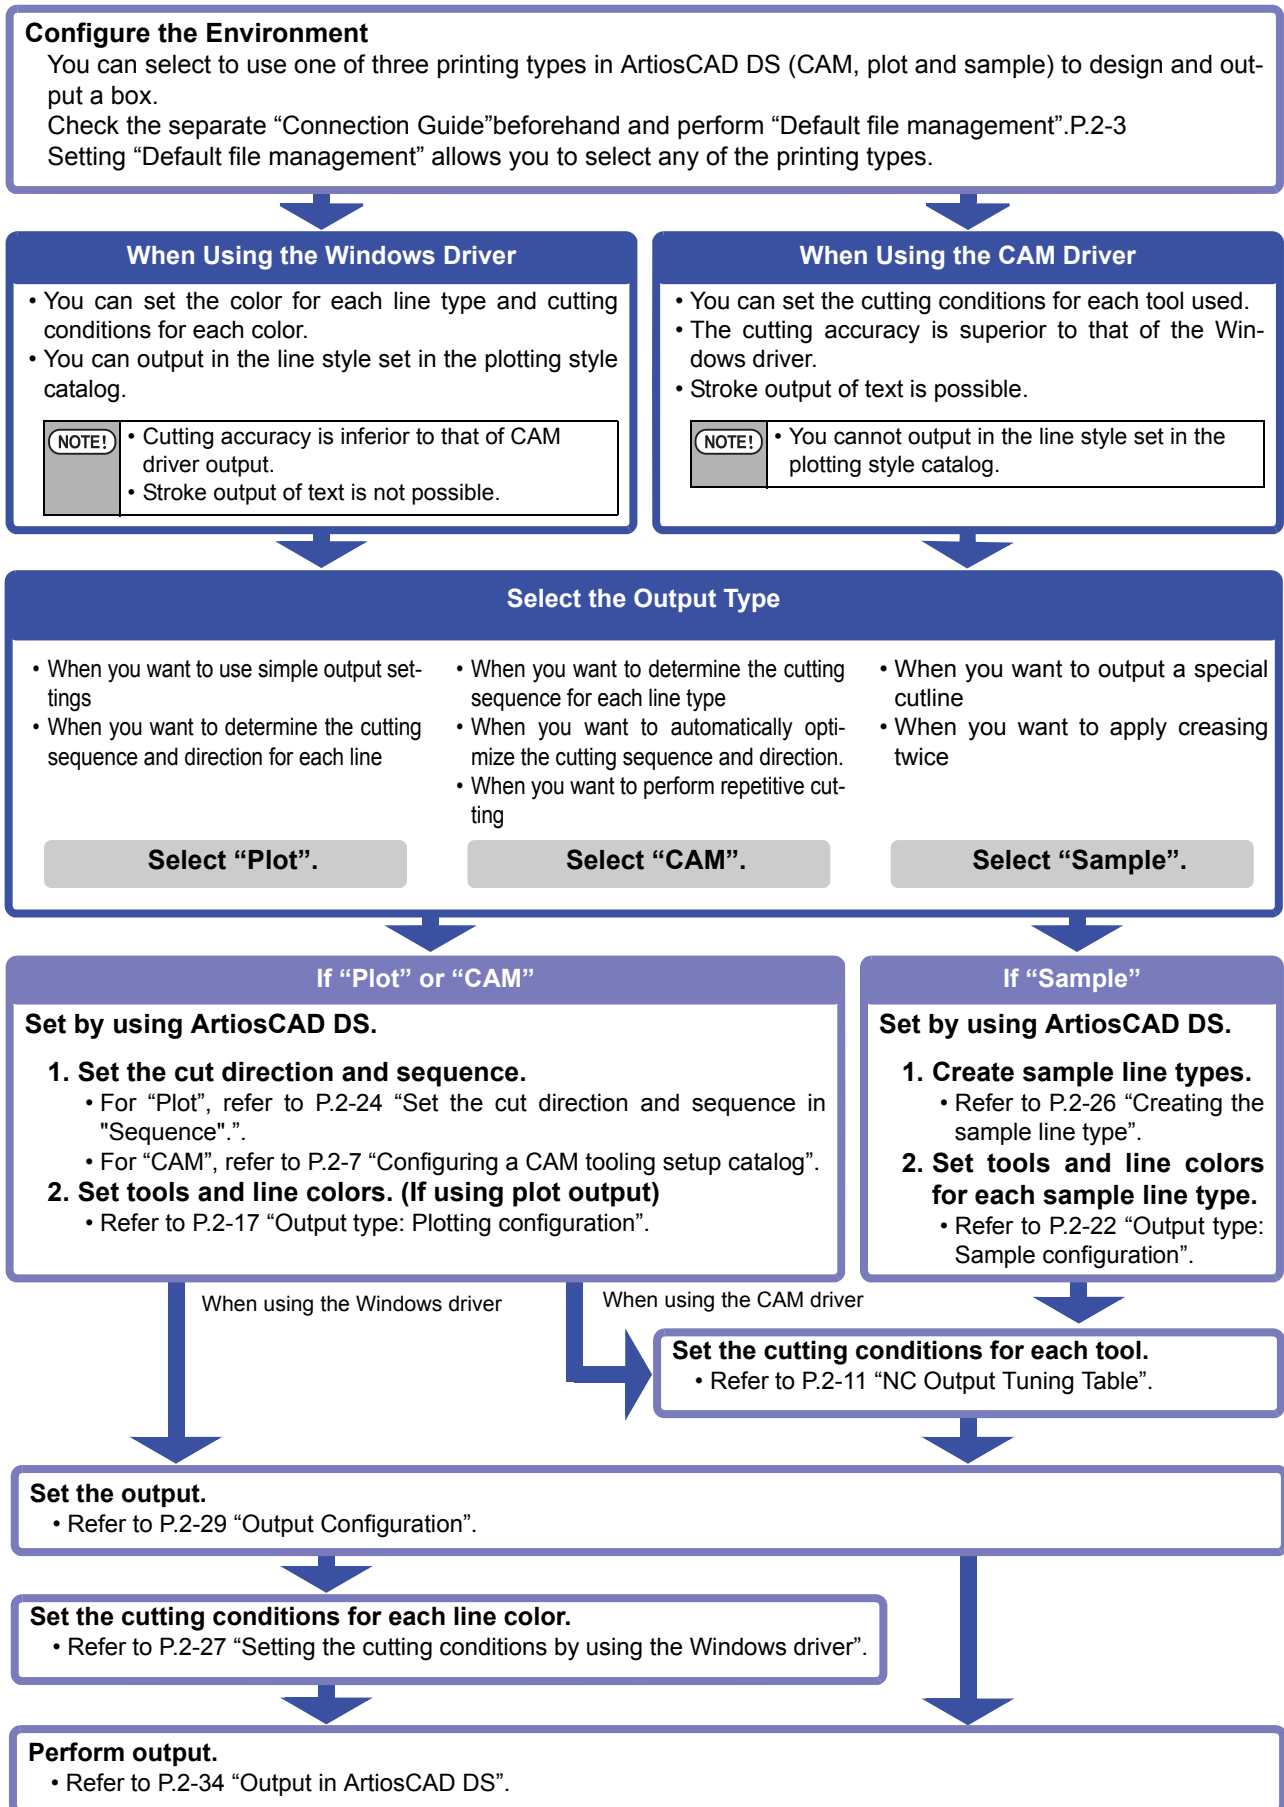 Configure the Environment
You can select to use one of three printing types in ArtiosCAD DS (CAM, plot and sample) to design and out-
put a box.
Check the separate “Connection Guide”beforehand and perform “Default file management”.P.2-3
Setting “Default file management” allows you to select any of the printing types.
When Using the Windows Driver
• You can set the color for each line type and cutting
conditions for each color.
• You can output in the line style set in the plotting style
catalog.
NOTE!
• Cutting accuracy is inferior to that of CAM
driver output.
• Stroke output of text is not possible.
When Using the CAM Driver
• You can set the cutting conditions for each tool used.
• The cutting accuracy is superior to that of the Win-
dows driver.
• Stroke output of text is possible.
NOTE!
• You cannot output in the line style set in the
plotting style catalog.
Select the Output Type
• When you want to use simple output set-
tings
• When you want to determine the cutting
sequence and direction for each line
Select “Plot”.
• When you want to determine the cutting
sequence for each line type
• When you want to automatically opti-
mize the cutting sequence and direction.
• When you want to perform repetitive cut-
ting
Select “CAM”.
• When you want to output a special
cutline
• When you want to apply creasing
twice
Select “Sample”.
If “Plot” or “CAM”
Set by using ArtiosCAD DS.
1. Set the cut direction and sequence.
• For “Plot”, refer to P.2-24 “Set the cut direction and sequence in
"Sequence".”.
• For “CAM”, refer to P.2-7 “Configuring a CAM tooling setup catalog”.
2. Set tools and line colors. (If using plot output)
• Refer to P.2-17 “Output type: Plotting configuration”.
If “Sample”
Set by using ArtiosCAD DS.
1. Create sample line types.
• Refer to P.2-26 “Creating the
sample line type”.
2. Set tools and line colors
for each sample line type.
• Refer to P.2-22 “Output type:
Sample configuration”.
When using the Windows driver
When using the CAM driver
Set the cutting conditions for each tool.
• Refer to P.2-11 “NC Output Tuning Table”.
Set the output.
• Refer to P.2-29 “Output Configuration”.
Set the cutting conditions for each line color.
• Refer to P.2-27 “Setting the cutting conditions by using the Windows driver”.
Perform output.
• Refer to P.2-34 “Output in ArtiosCAD DS”.